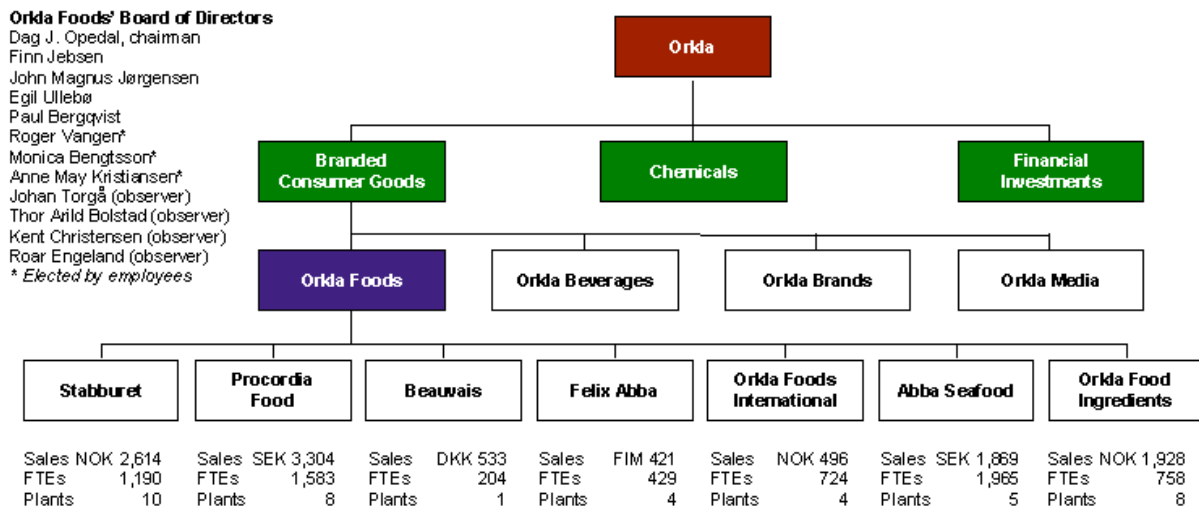 Orkla Foods' Board of Directors
Dag J. Opedal, chairman
Finn Jebsen
John Magnus Jørgensen
Egil Ullebø
Paul Bergqvist
Roger Vangen*
Monica Bengtsson*
Anne May Kristiansen*
Johan Torgå (observer)
Thor Arild Bolstad (observer)
Kent Christensen (observer)
Roar Engeland (observer)
* Elected by employees
Orkla
Branded
Consumer Goods
Chemicals
Financial
Investments
Orkla Foods
Orkla Beverages
Orkla Brands
Orkla Media
Stabburet
Procordia
Food
Beauvais
Felix Abba
Orkla Foods
International
Abba Seafood
Orkla Food
Ingredients
Sales NOK 2,614
FTEs 1,190
Plants 10
Sales SEK 3,304
FTEs 1,583
Plants 8
Sales DKK 533
FTEs 204
Plants 1
Sales FIM 421
FTEs 429
Plants 4
Sales NOK 496
FTEs 724
Plants 4
Sales SEK 1,869
FTEs 1,965
Plants 5
Sales NOK 1,928
FTEs 758
Plants 8